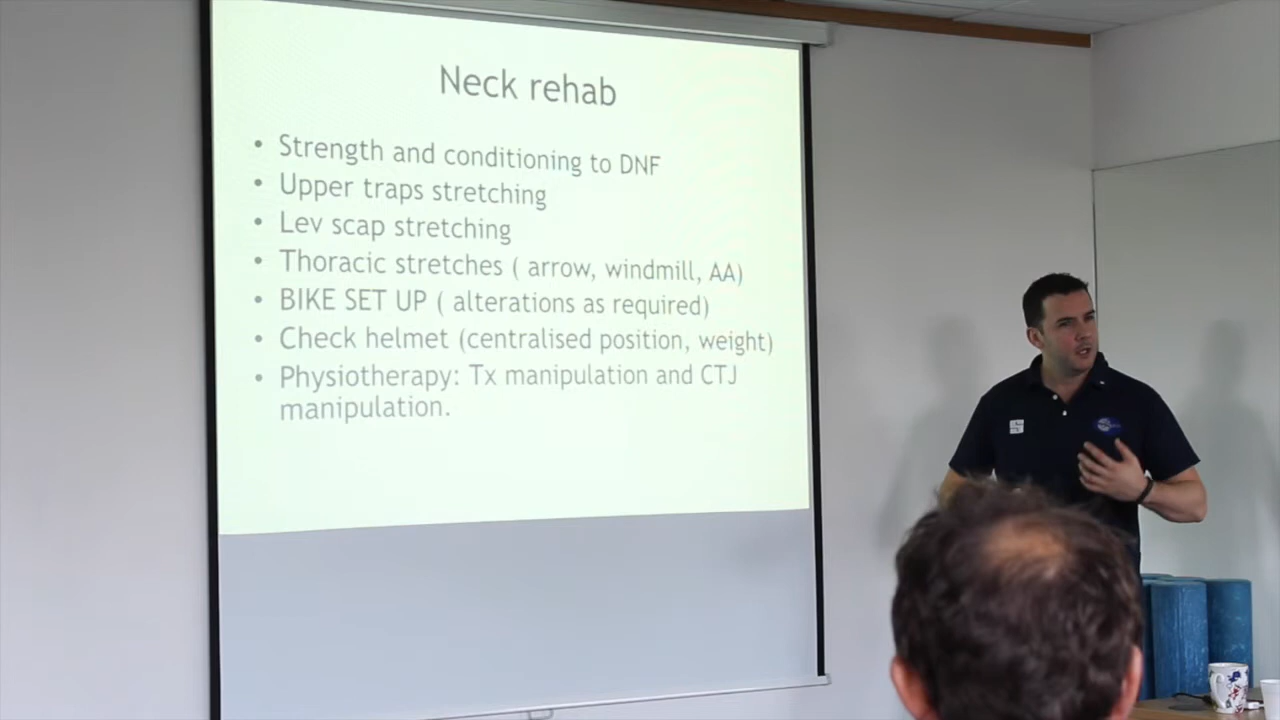 Neck rehab
• Strength and conditioning to DNF
• Upper traps stretching
• Lev scap stretching
• Thoracic stretches ( arrow, windmill, AA)
• BIKE SET UP ( alterations as required)
• Check helmet (centralised position, weight)
• Physiotherapy: Tx manipulation and CTJ
manipulation.